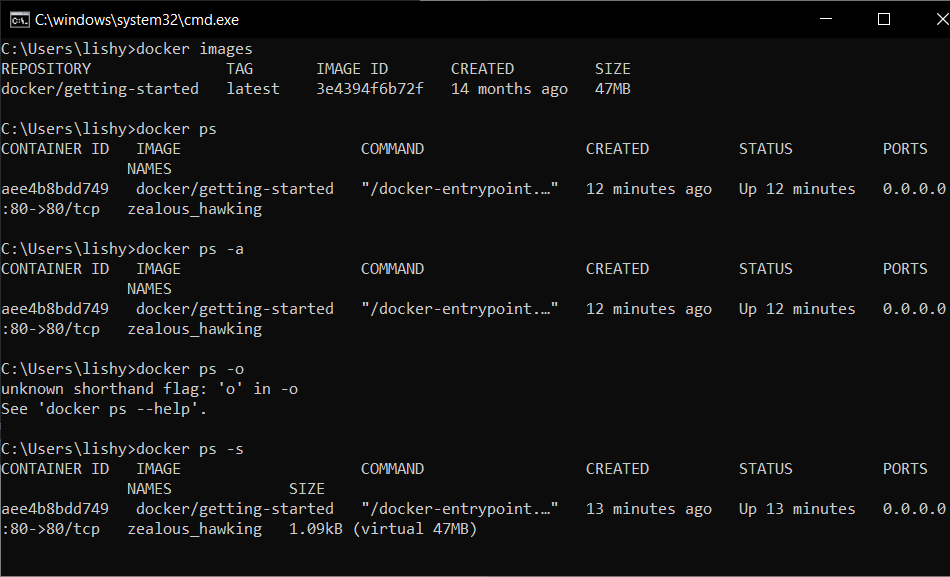 C:\windows\system32\cmd.exe
C:\Users\lishy>docker images
REPOSITORY               TAG       IMAGE ID       CREATED         SIZE
docker/getting-started   latest    3e4394f6b72f   14 months ago   47MB
C:\Users\lishy>docker ps
CONTAINER ID   IMAGE                    COMMAND                  CREATED          STATUS          PORTS
              NAMES
aee4b8bdd749   docker/getting-started   "/docker-entrypoint.…"   12 minutes ago   Up 12 minutes   0.0.0.0
:80->80/tcp   zealous_hawking
C:\Users\lishy>docker ps -a
CONTAINER ID   IMAGE                    COMMAND                  CREATED          STATUS          PORTS
              NAMES
aee4b8bdd749   docker/getting-started   "/docker-entrypoint.…"   12 minutes ago   Up 12 minutes   0.0.0.0
:80->80/tcp   zealous_hawking
C:\Users\lishy>docker ps -o
unknown shorthand flag: 'o' in -o
See 'docker ps --help'.
C:\Users\lishy>docker ps -s
CONTAINER ID   IMAGE                    COMMAND                  CREATED          STATUS          PORTS
              NAMES             SIZE
aee4b8bdd749   docker/getting-started   "/docker-entrypoint.…"   13 minutes ago   Up 13 minutes   0.0.0.0
:80->80/tcp   zealous_hawking   1.09kB (virtual 47MB)